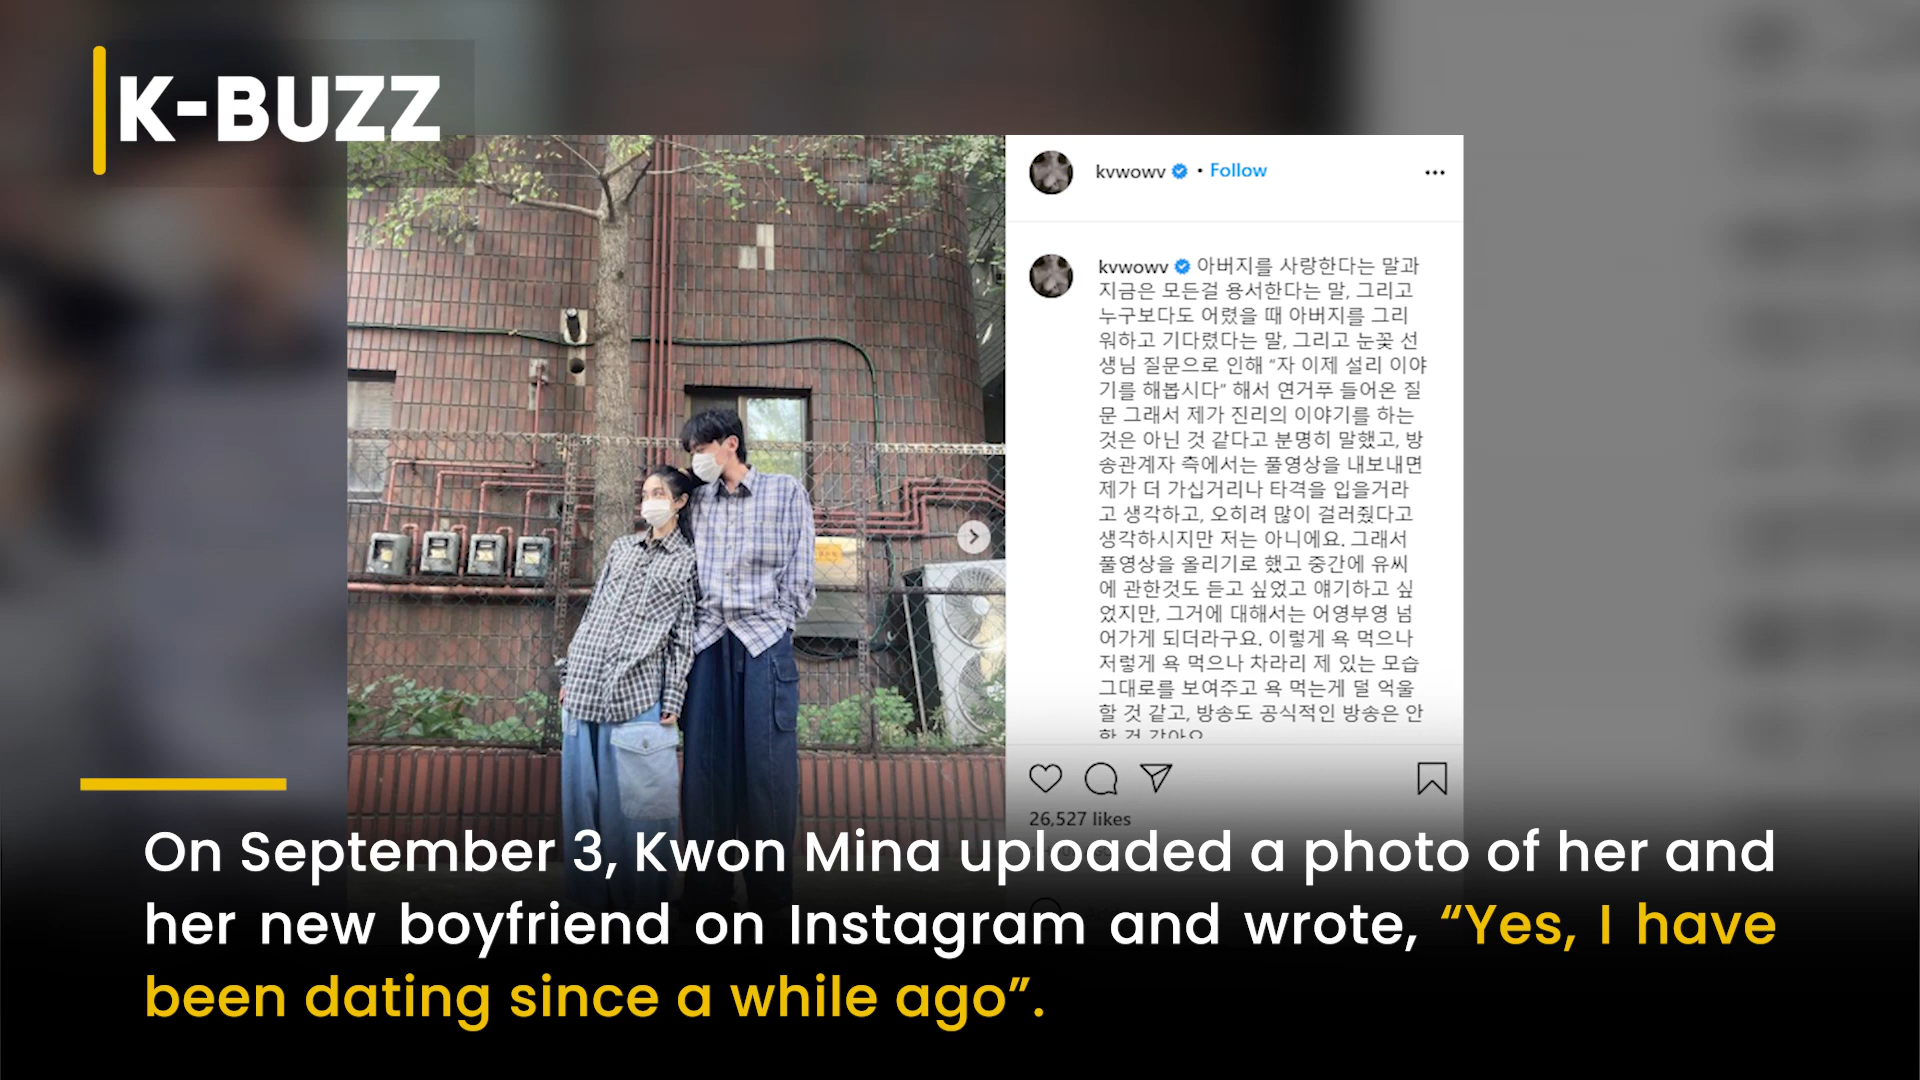 K-BUZZ
kvwowv • Follow
kvwowv 아버지를 사랑한다는 말과
지금은 모든걸 용서한다는 말, 그리고
누구보다도 어렸을 때 아버지를 그리
워하고 기다렸다는 말, 그리고 눈꽃 선
생님 질문으로 인해 “자 이제 설리 이야
기를 해봅시다” 해서 연거푸 들어온 질
문 그래서 제가 진리의 이야기를 하는
것은 아닌 것 같다고 분명히 말했고, 방
송관계자 측에서는 풀영상을 내보내면
제가 더 가십거리나 타격을 입을거라
고 생각하고, 오히려 많이 걸러줬다고
생각하시지만 저는 아니에요. 그래서
풀영상을 올리기로 했고 중간에 유씨
에 관한것도 듣고 싶었고 얘기하고 싶
었지만, 그거에 대해서는 어영부영 넘
어가게 되더라구요. 이렇게 욕 먹으나
저렇게 욕 먹으나 차라리 제 있는 모습
그대로를 보여주고 욕 먹는게 덜 억울
할 것 같고, 방송도 공식적인 방송은 안
할 것 같아요
26,527 likes
On September 3, Kwon Mina uploaded a photo of her and
her new boyfriend on Instagram and wrote, “Yes, I have
been dating since a while ago”.